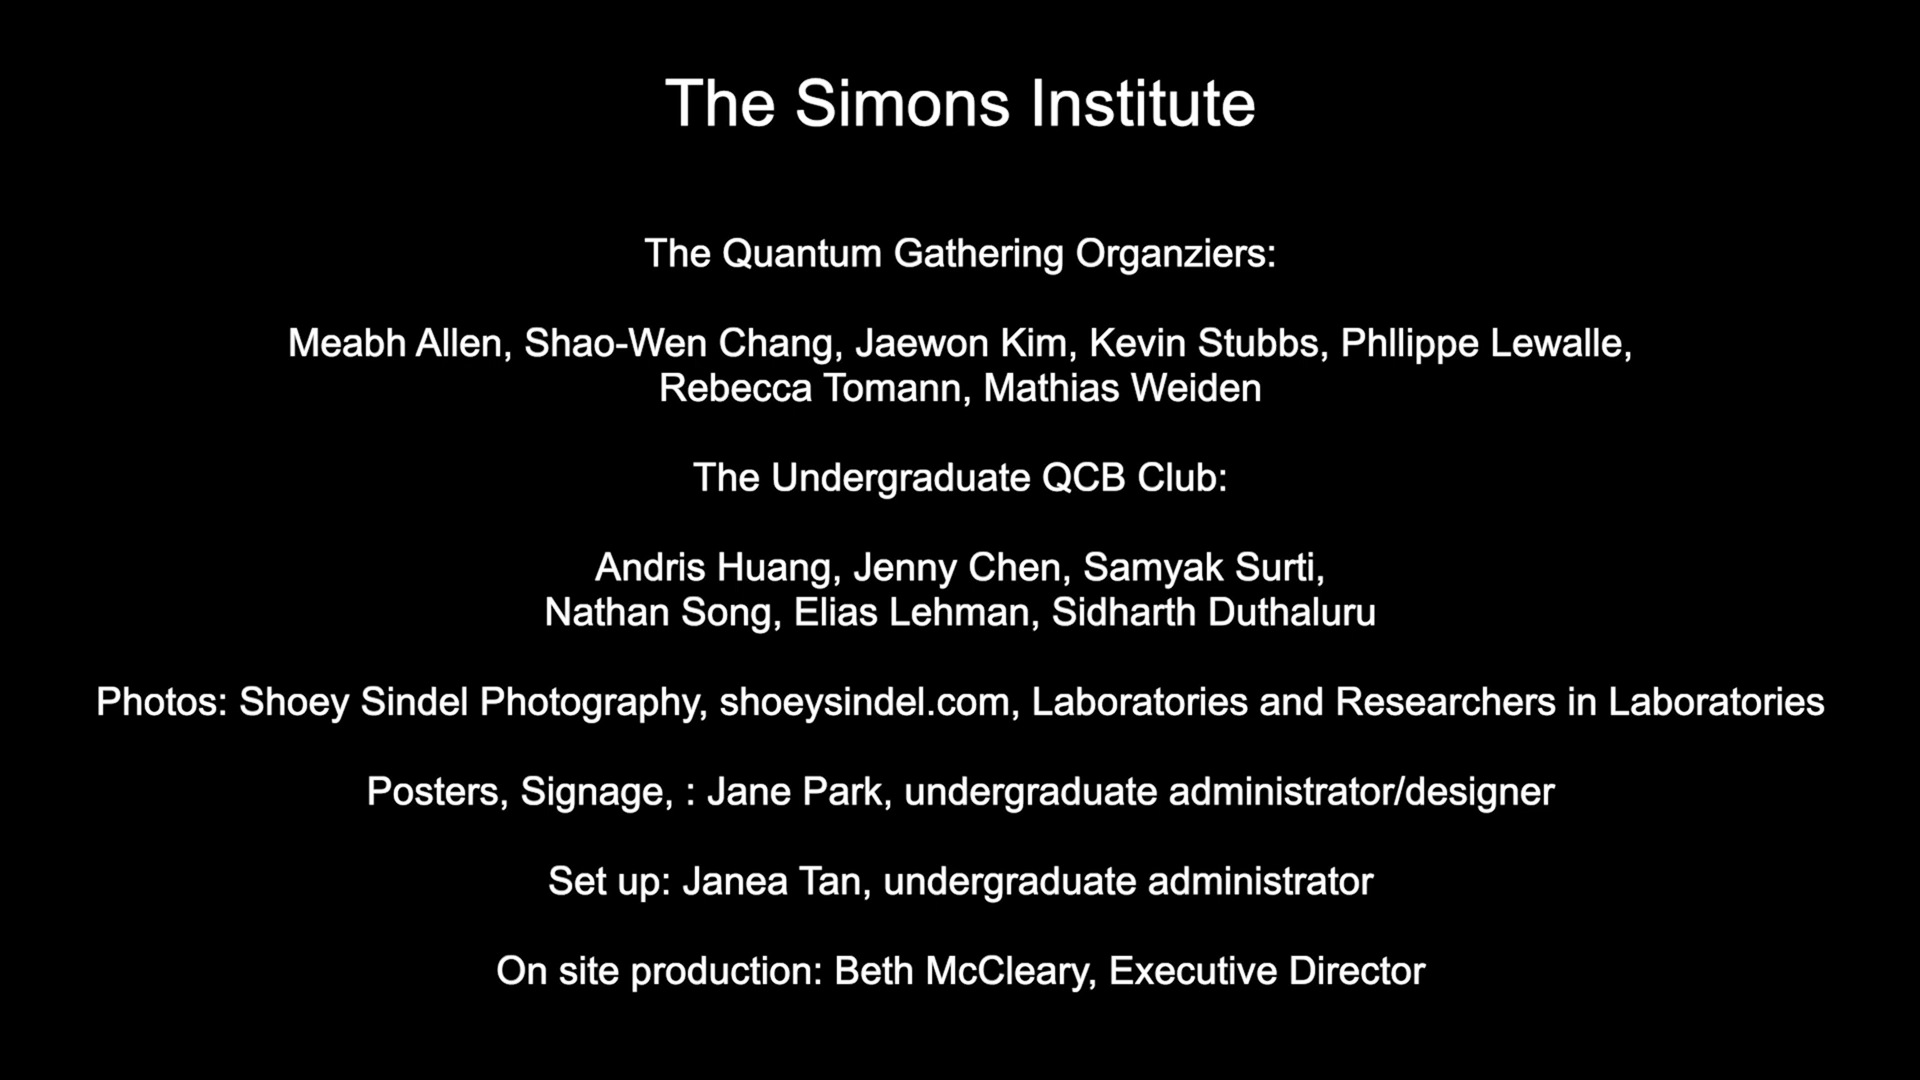 The Simons Institute
The Quantum Gathering Organziers:
Meabh Allen, Shao-Wen Chang, Jaewon Kim, Kevin Stubbs, Phllippe Lewalle,
Rebecca Tomann, Mathias Weiden
The Undergraduate QCB Club:
Andris Huang, Jenny Chen, Samyak Surti,
Nathan Song, Elias Lehman, Sidharth Duthaluru
Photos: Shoey Sindel Photography, shoeysindel.com, Laboratories and Researchers in Laboratories
Posters, Signage, : Jane Park, undergraduate administrator/designer
Set up: Janea Tan, undergraduate administrator
On site production: Beth McCleary, Executive Director